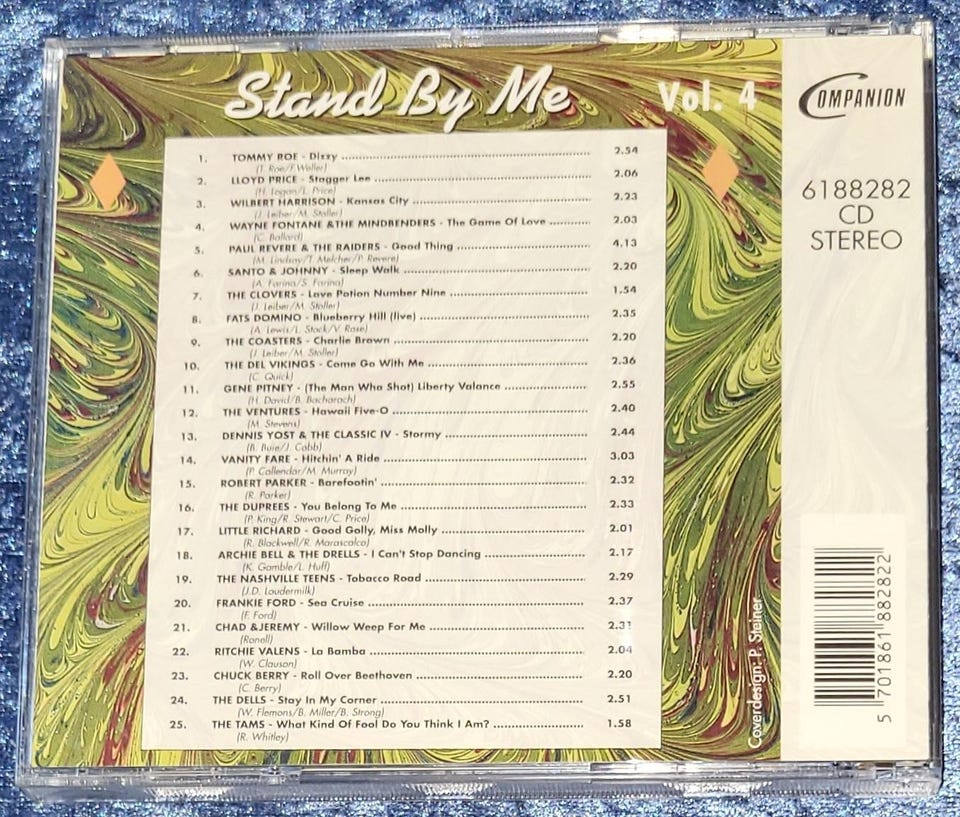 Stand By Me Vol. 4
COMPANION
6188282
CD
STEREO
1. TOMMY ROE - Dizzy 2.54
(T. Roe/F. Weller)
2. LLOYD PRICE - Stagger Lee 2.06
(H. Logan/L. Price)
3. WILBERT HARRISON - Kansas City 2.23
(J. Leiber/M. Stoller)
4. WAYNE FONTANE &THE MINDBENDERS - The Game Of Love 2.03
(C. Ballard)
5. PAUL REVERE & THE RAIDERS - Good Thing 4.13
(M. Lindsay/T. Melcher/P. Revere)
6. SANTO & JOHNNY - Sleep Walk 2.20
(A. Farina/S. Farina)
7. THE CLOVERS - Love Potion Number Nine 1.54
(J. Leiber/M. Stoller)
8. FATS DOMINO - Blueberry Hill (live) 2.35
(A. Lewis/L. Stock/V. Rose)
9. THE COASTERS - Charlie Brown 2.20
(J. Leiber/M. Stoller)
10. THE DEL VIKINGS - Come Go With Me 2.36
(C. Quick)
11. GENE PITNEY - (The Man Who Shot) Liberty Valance 2.55
(H. David/B. Bacharach)
12. THE VENTURES - Hawaii Five-O 2.40
(M. Stevens)
13. DENNIS YOST & THE CLASSIC IV - Stormy 2.44
(B. Buie/J. Cobb)
14. VANITY FARE - Hitchin' A Ride 3.03
(P. Callendar/M. Murray)
15. ROBERT PARKER - Barefootin' 2.32
(R. Parker)
16. THE DUPREES - You Belong To Me 2.33
(P. King/R. Stewart/C. Price)
17. LITTLE RICHARD - Good Golly, Miss Molly 2.01
(R. Blackwell/R. Marascalco)
18. ARCHIE BELL & THE DRELLS - I Can't Stop Dancing 2.17
(K. Gamble/L. Huff)
19. THE NASHVILLE TEENS - Tobacco Road 2.29
(J.D. Loudermilk)
20. FRANKIE FORD - Sea Cruise 2.37
(F. Ford)
21. CHAD &JEREMY - Willow Weep For Me 2.31
(Ronell)
22. RITCHIE VALENS - La Bamba 2.04
(W. Clauson)
23. CHUCK BERRY - Roll Over Beethoven 2.20
(C. Berry)
24. THE DELLS - Stay In My Corner 2.51
(W. Flemons/B. Miller/B. Strong)
25. THE TAMS - What Kind Of Fool Do You Think I Am? 1.58
(R. Whitley)
Coverdesign: P. Steiner
5 701861 882822